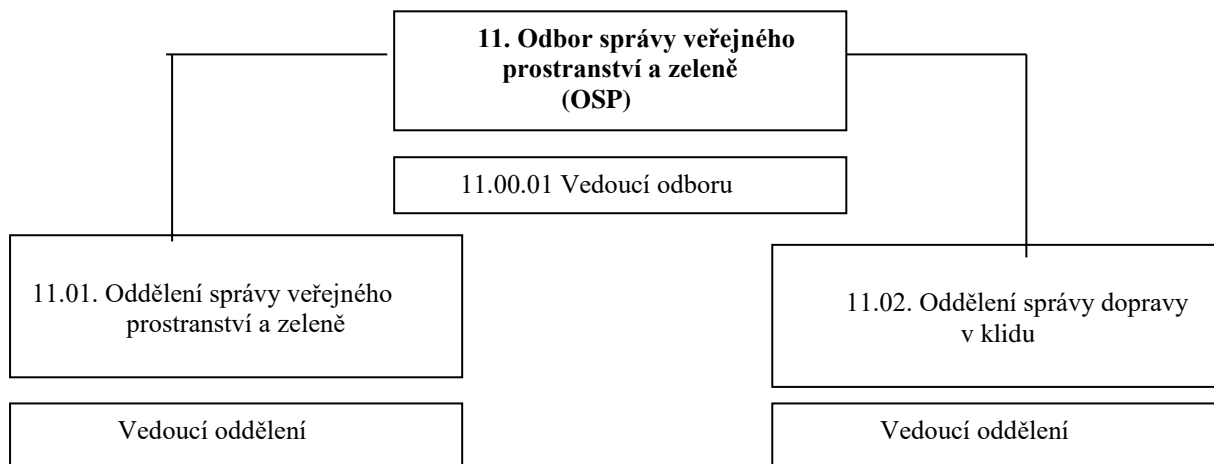 11. Odbor správy veřejného
prostranství a zeleně
(OSP)
11.00.01 Vedoucí odboru
11.01. Oddělení správy veřejného
prostranství a zeleně
Vedoucí oddělení
11.02. Oddělení správy dopravy
v klidu
Vedoucí oddělení